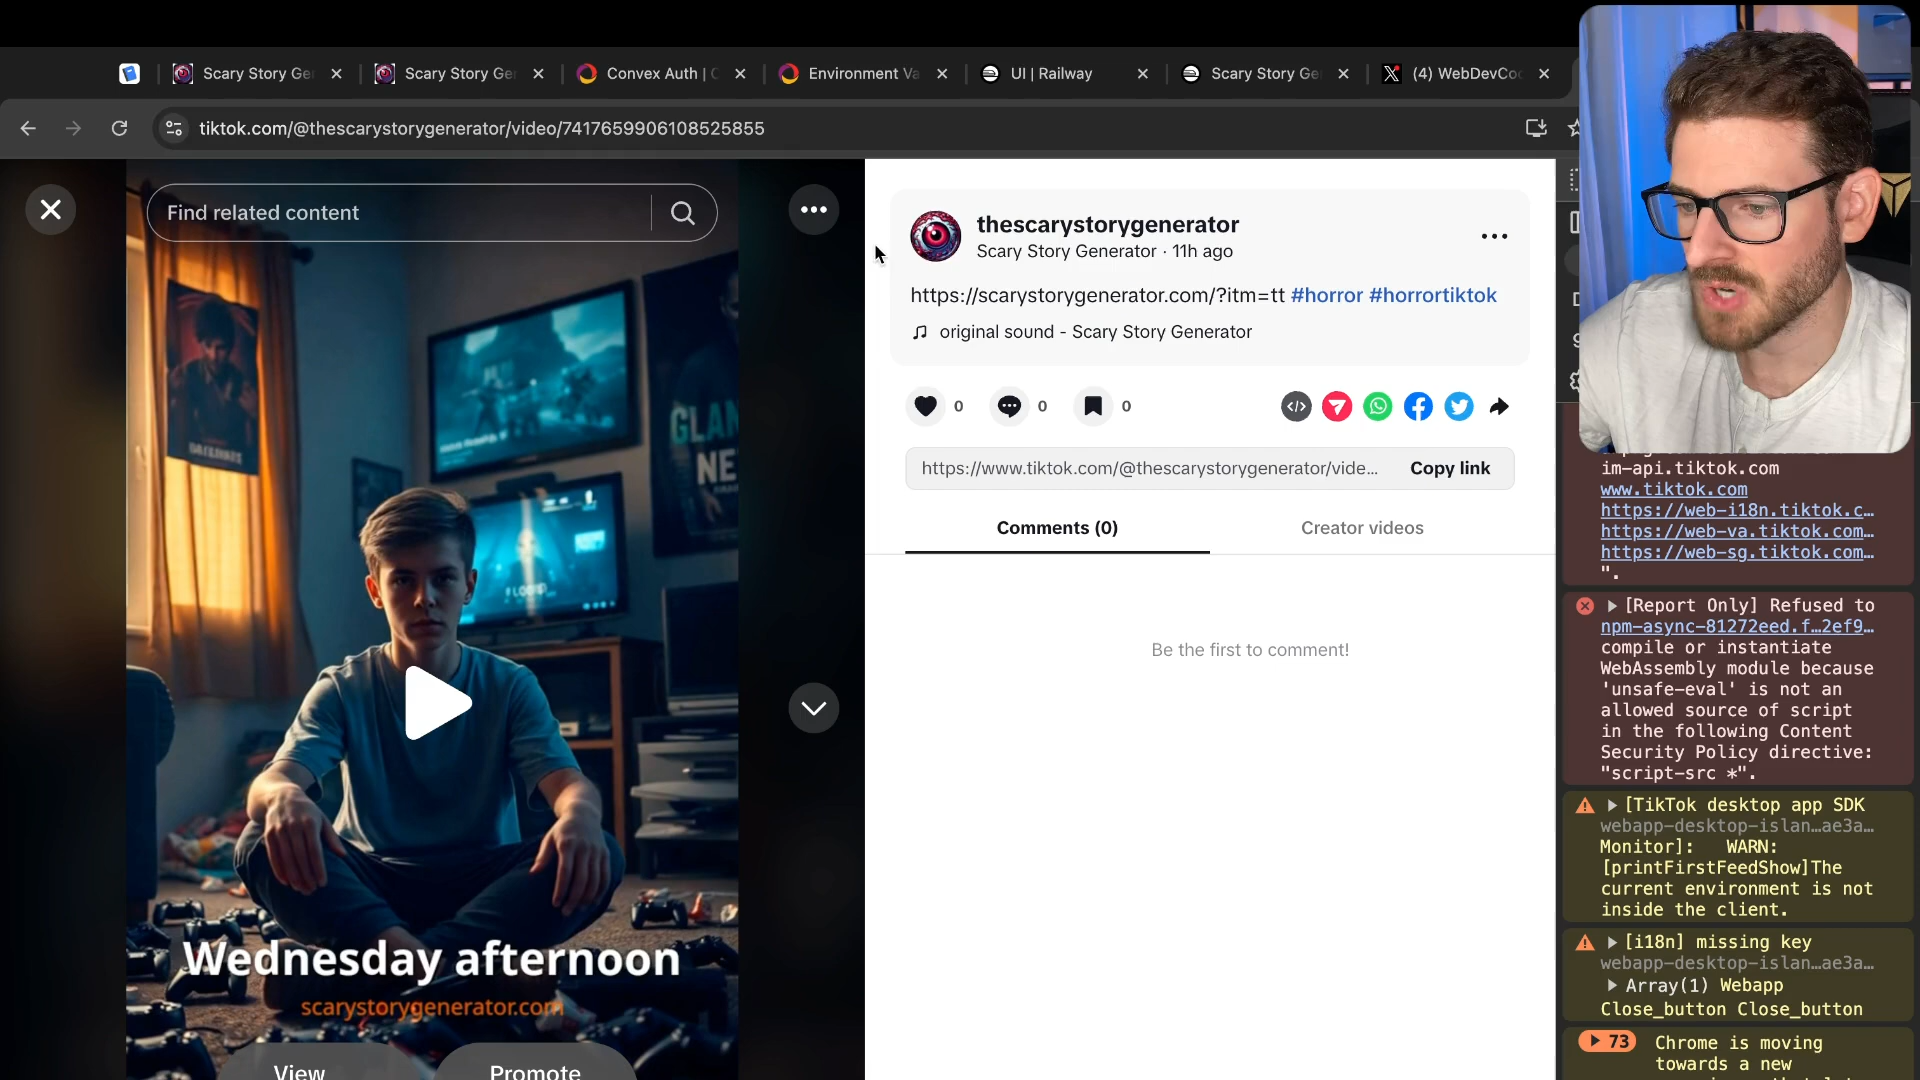 Scary Story Ge
Scary Story Ge
Convex Auth | C
Environment Va
UI | Railway
Scary Story Ge
(4) WebDevCo
tiktok.com/@thescarystorygenerator/video/7417659906108525855
Find related content
GLAN
NE
Wednesday afternoon
scarystorygenerator.com
View
Promote
thescarystorygenerator
Scary Story Generator · 11h ago
https://scarystorygenerator.com/?itm=tt #horror #horrortiktok
original sound - Scary Story Generator
0
0
0
https://www.tiktok.com/@thescarystorygenerator/vide...
Copy link
Comments (0)
Creator videos
Be the first to comment!
im-api.tiktok.com
www.tiktok.com
https://web-i18n.tiktok.c…
https://web-va.tiktok.com…
https://web-sg.tiktok.com…
".
[Report Only] Refused to
npm-async-81272eed.f…2ef9…
compile or instantiate
WebAssembly module because
'unsafe-eval' is not an
allowed source of script
in the following Content
Security Policy directive:
"script-src *".
[TikTok desktop app SDK
webapp-desktop-islan…ae3a…
Monitor]: WARN:
[printFirstFeedShow]The
current environment is not
inside the client.
[i18n] missing key
webapp-desktop-islan…ae3a…
Array(1) Webapp
Close_button Close_button
73
Chrome is moving
towards a new